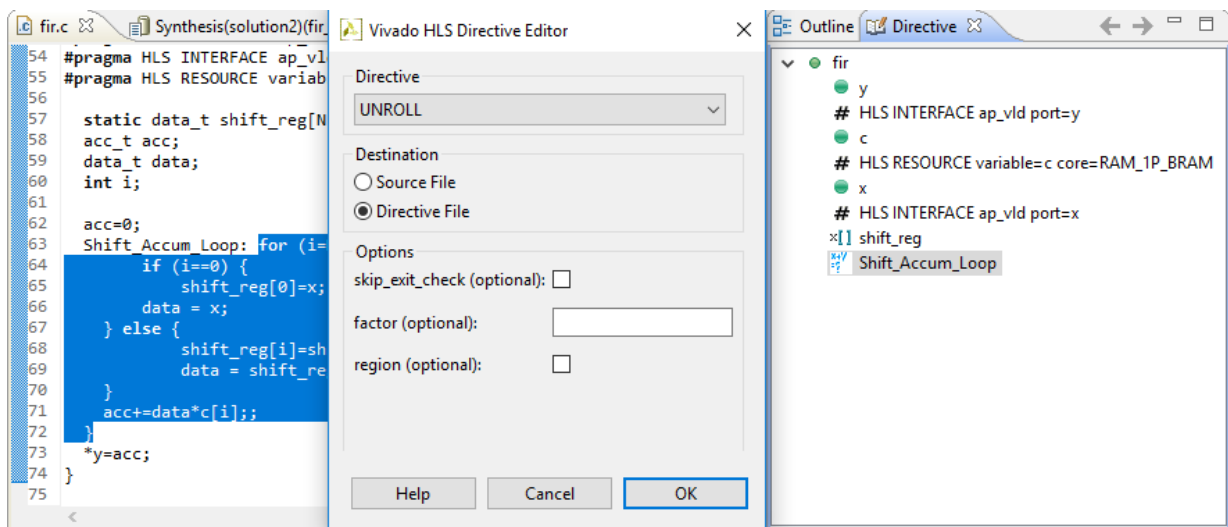 fir.c
Synthesis(solution2)(fir_
54 #pragma HLS INTERFACE ap_vl
55 #pragma HLS RESOURCE variab
56
57 static data_t shift_reg[N
58 acc_t acc;
59 data_t data;
60 int i;
61
62 acc=0;
63 Shift_Accum_Loop: for (i=
64 if (i==0) {
65 shift_reg[0]=x;
66 data = x;
67 } else {
68 shift_reg[i]=sh
69 data = shift_re
70 }
71 acc+=data*c[i];;
72 }
73 *y=acc;
74 }
75
Vivado HLS Directive Editor
Directive
UNROLL
Destination
Source File
Directive File
Options
skip_exit_check (optional):
factor (optional):
region (optional):
Help Cancel OK
Outline Directive
fir
y
# HLS INTERFACE ap_vld port=y
c
# HLS RESOURCE variable=c core=RAM_1P_BRAM
x
# HLS INTERFACE ap_vld port=x
×[] shift_reg
Shift_Accum_Loop